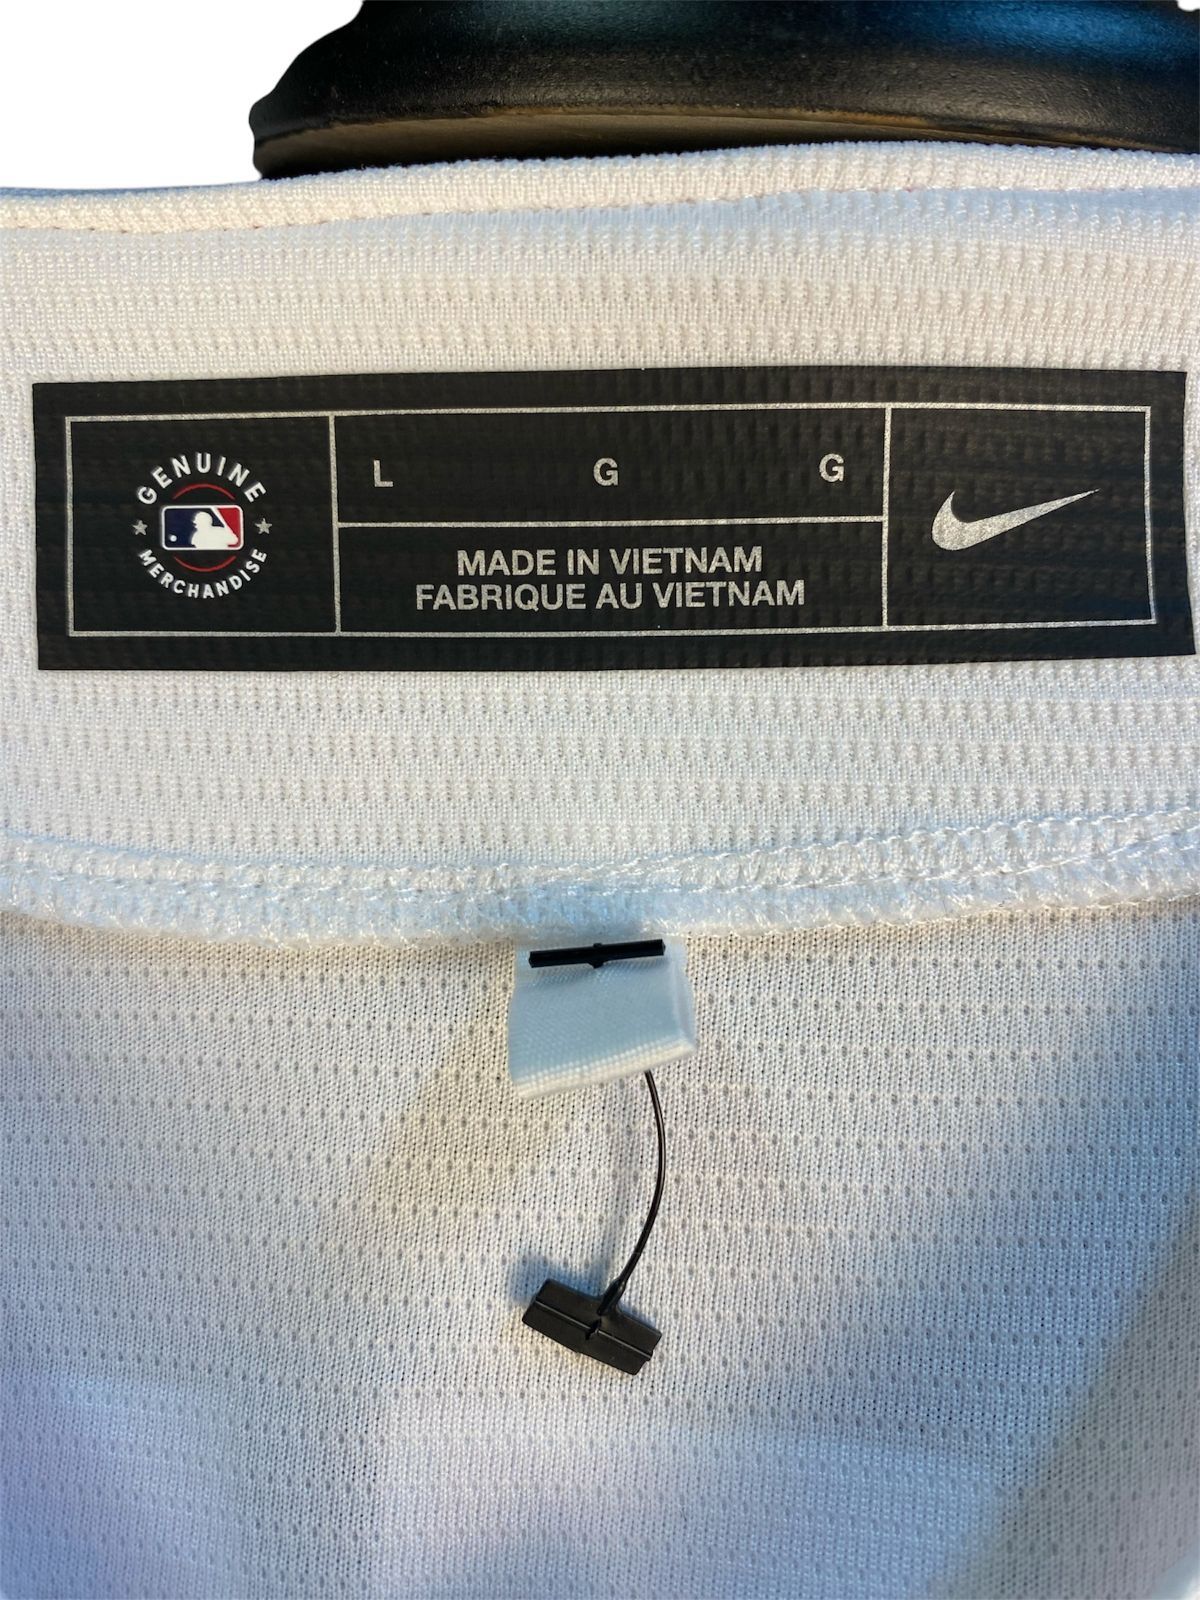 GENUINE
MERCHANDISE
L G G
MADE IN VIETNAM
FABRIQUE AU VIETNAM